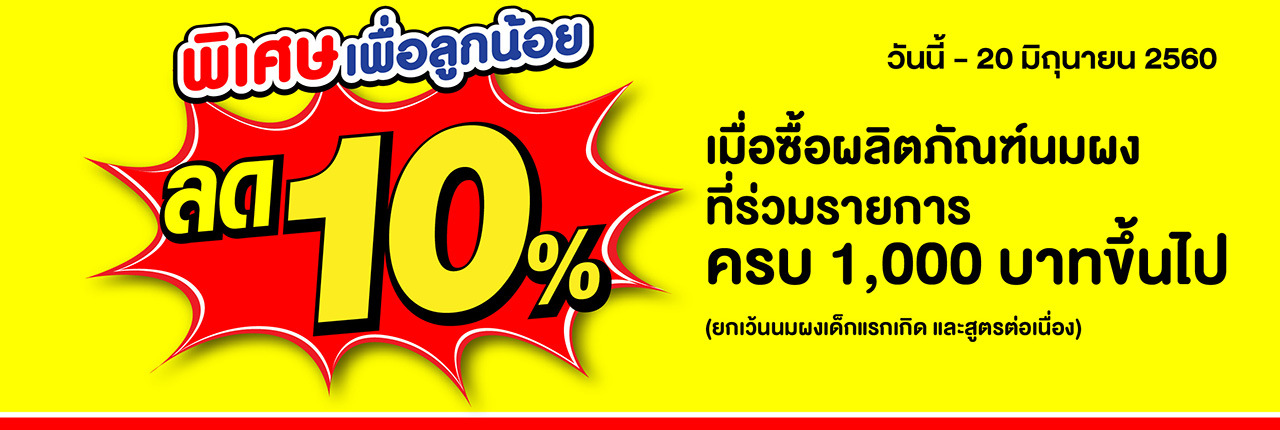 พิเศษเพื่อลูกน้อย
ลด 10%
วันนี้ - 20 มิถุนายน 2560
เมื่อซื้อผลิตภัณฑ์นมผง
ที่ร่วมรายการ
ครบ 1,000 บาทขึ้นไป
(ยกเว้นนมผงเด็กแรกเกิด และสูตรต่อเนื่อง)